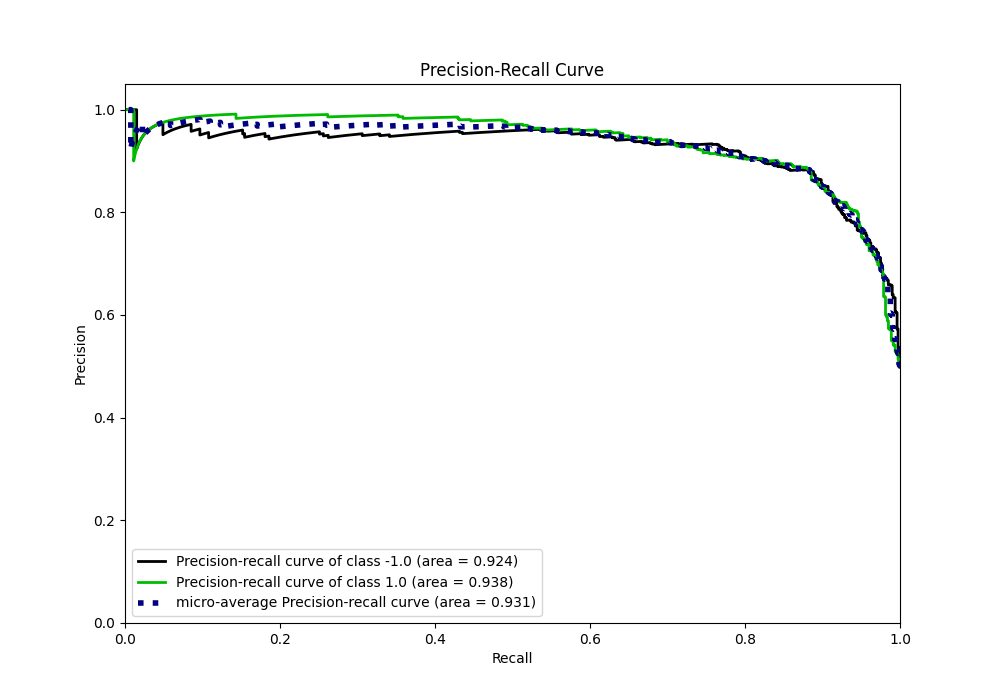 Precision-Recall Curve
1.0
0.8
0.6
0.4
0.2
0.0
Precision
Precision-recall curve of class -1.0 (area = 0.924)
Precision-recall curve of class 1.0 (area = 0.938)
micro-average Precision-recall curve (area = 0.931)
0.0 0.2 0.4 0.6 0.8 1.0
Recall